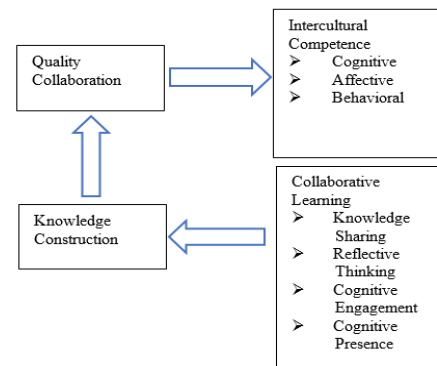 Quality
Collaboration
Intercultural
Competence
➤ Cognitive
➤ Affective
➤ Behavioral
Knowledge
Construction
Collaborative
Learning
➤ Knowledge
Sharing
➤ Reflective
Thinking
➤ Cognitive
Engagement
➤ Cognitive
Presence